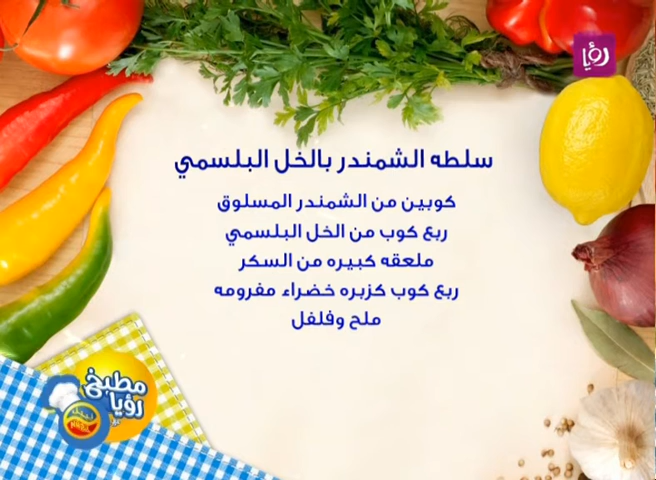 رؤيا
سلطه الشمندر بالخل البلسمي
كوبين من الشمندر المسلوق
ربع كوب من الخل البلسمي
ملعقه كبيره من السكر
ربع كوب كزبره خضراء مفرومه
ملح وفلفل
مطبخ
رؤيا